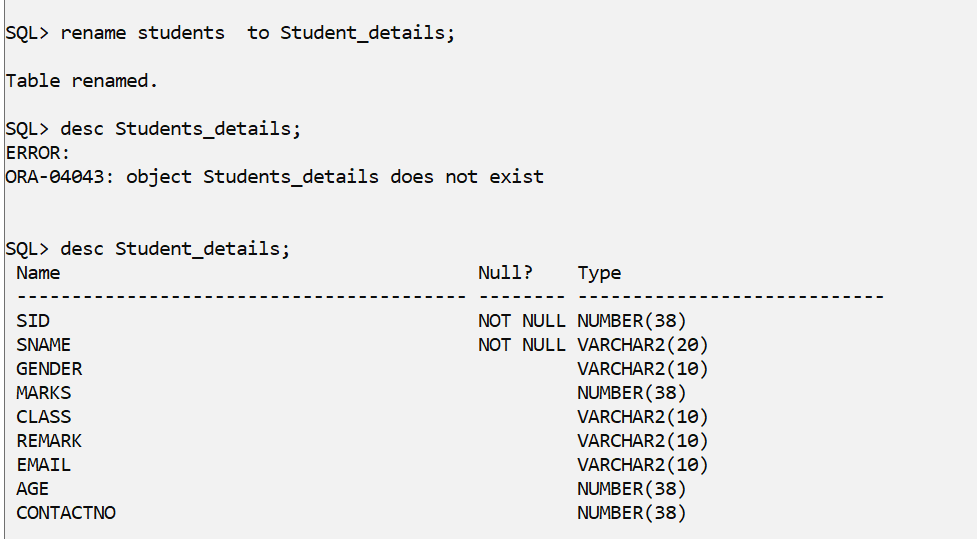 SQL> rename students  to Student_details;
Table renamed.
SQL> desc Students_details;
ERROR:
ORA-04043: object Students_details does not exist
SQL> desc Student_details;
 Name                                      Null?    Type
 ----------------------------------------- -------- ----------------------------
 SID                                       NOT NULL NUMBER(38)
 SNAME                                     NOT NULL VARCHAR2(20)
 GENDER                                             VARCHAR2(10)
 MARKS                                              NUMBER(38)
 CLASS                                              VARCHAR2(10)
 REMARK                                             VARCHAR2(10)
 EMAIL                                              VARCHAR2(10)
 AGE                                                NUMBER(38)
 CONTACTNO                                          NUMBER(38)